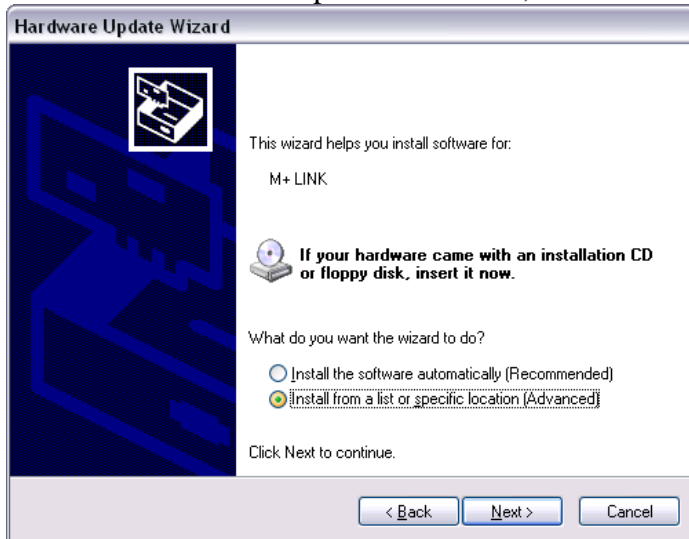 Hardware Update Wizard
This wizard helps you install software for:
M+ LINK
If your hardware came with an installation CD
or floppy disk, insert it now.
What do you want the wizard to do?
Install the software automatically (Recommended)
Install from a list or specific location (Advanced)
Click Next to continue.
< Back Next > Cancel